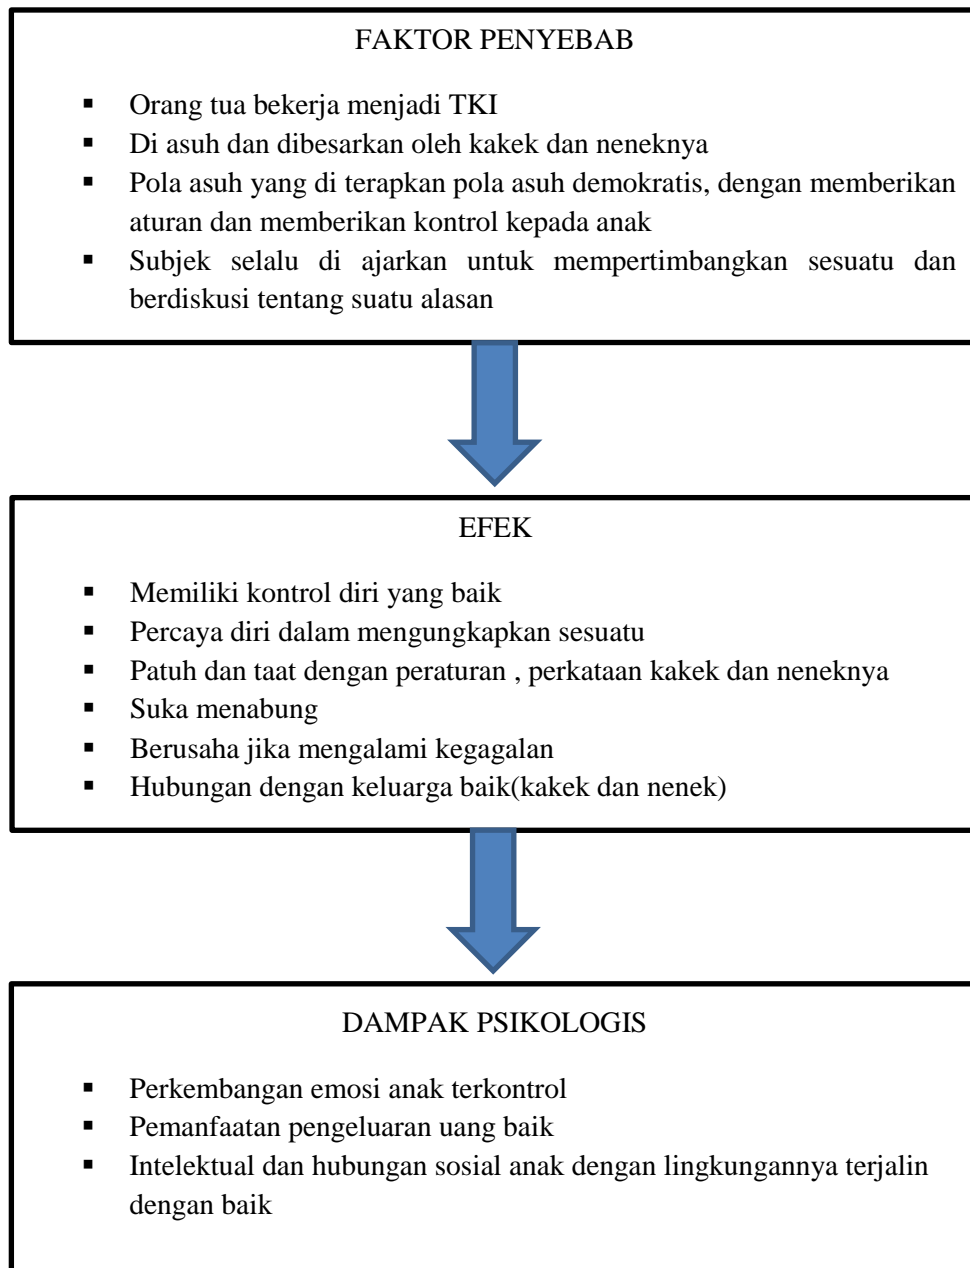 FAKTOR PENYEBAB
▪ Orang tua bekerja menjadi TKI
▪ Di asuh dan dibesarkan oleh kakek dan neneknya
▪ Pola asuh yang di terapkan pola asuh demokratis, dengan memberikan
aturan dan memberikan kontrol kepada anak
▪ Subjek selalu di ajarkan untuk mempertimbangkan sesuatu dan
berdiskusi tentang suatu alasan
EFEK
▪ Memiliki kontrol diri yang baik
▪ Percaya diri dalam mengungkapkan sesuatu
▪ Patuh dan taat dengan peraturan , perkataan kakek dan neneknya
▪ Suka menabung
▪ Berusaha jika mengalami kegagalan
▪ Hubungan dengan keluarga baik(kakek dan nenek)
DAMPAK PSIKOLOGIS
▪ Perkembangan emosi anak terkontrol
▪ Pemanfaatan pengeluaran uang baik
▪ Intelektual dan hubungan sosial anak dengan lingkungannya terjalin
dengan baik